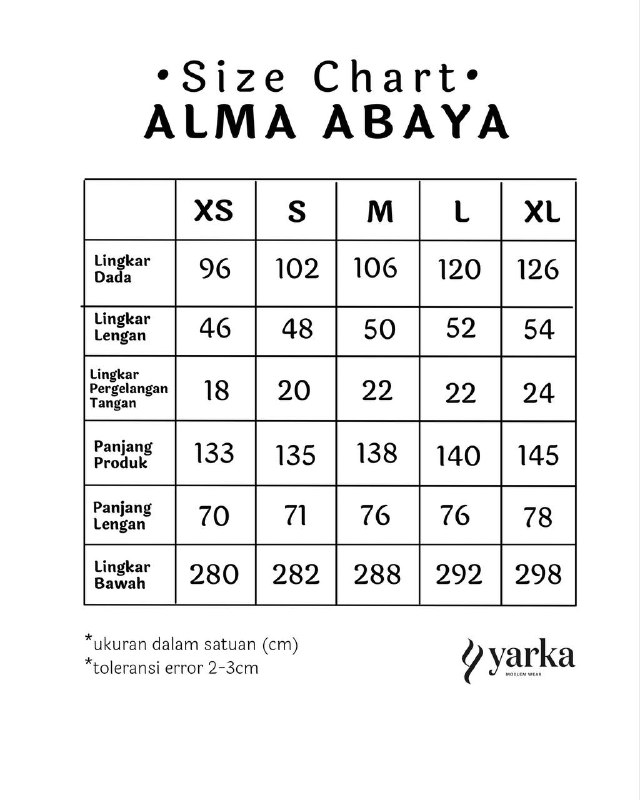 •Size Chart•
ALMA ABAYA
XS S M L XL
Lingkar Dada 96 102 106 120 126
Lingkar Lengan 46 48 50 52 54
Lingkar Pergelangan Tangan 18 20 22 22 24
Panjang Produk 133 135 138 140 145
Panjang Lengan 70 71 76 76 78
Lingkar Bawah 280 282 288 292 298
*ukuran dalam satuan (cm)
*toleransi error 2-3cm
yarka
MOSLEM WEAR